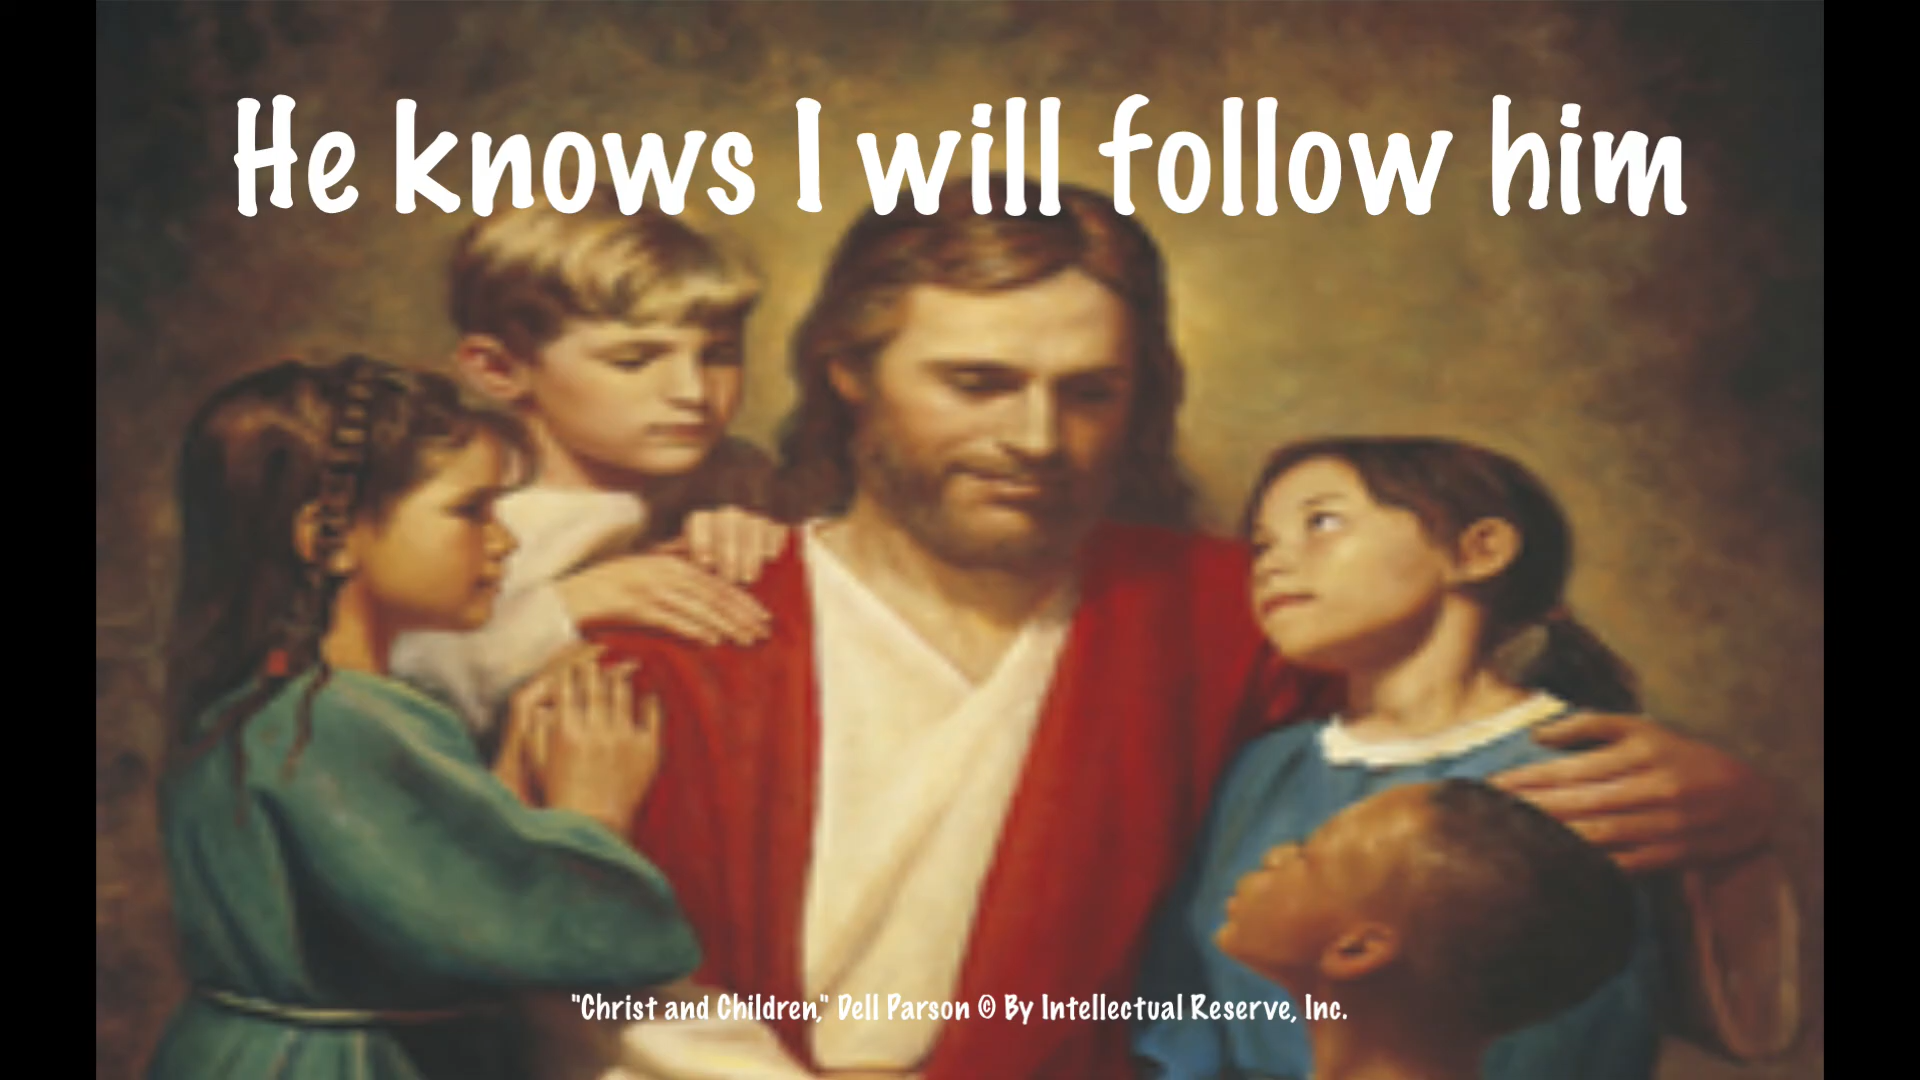 He knows I will follow him
"Christ and Children," Dell Parson © By Intellectual Reserve, Inc.